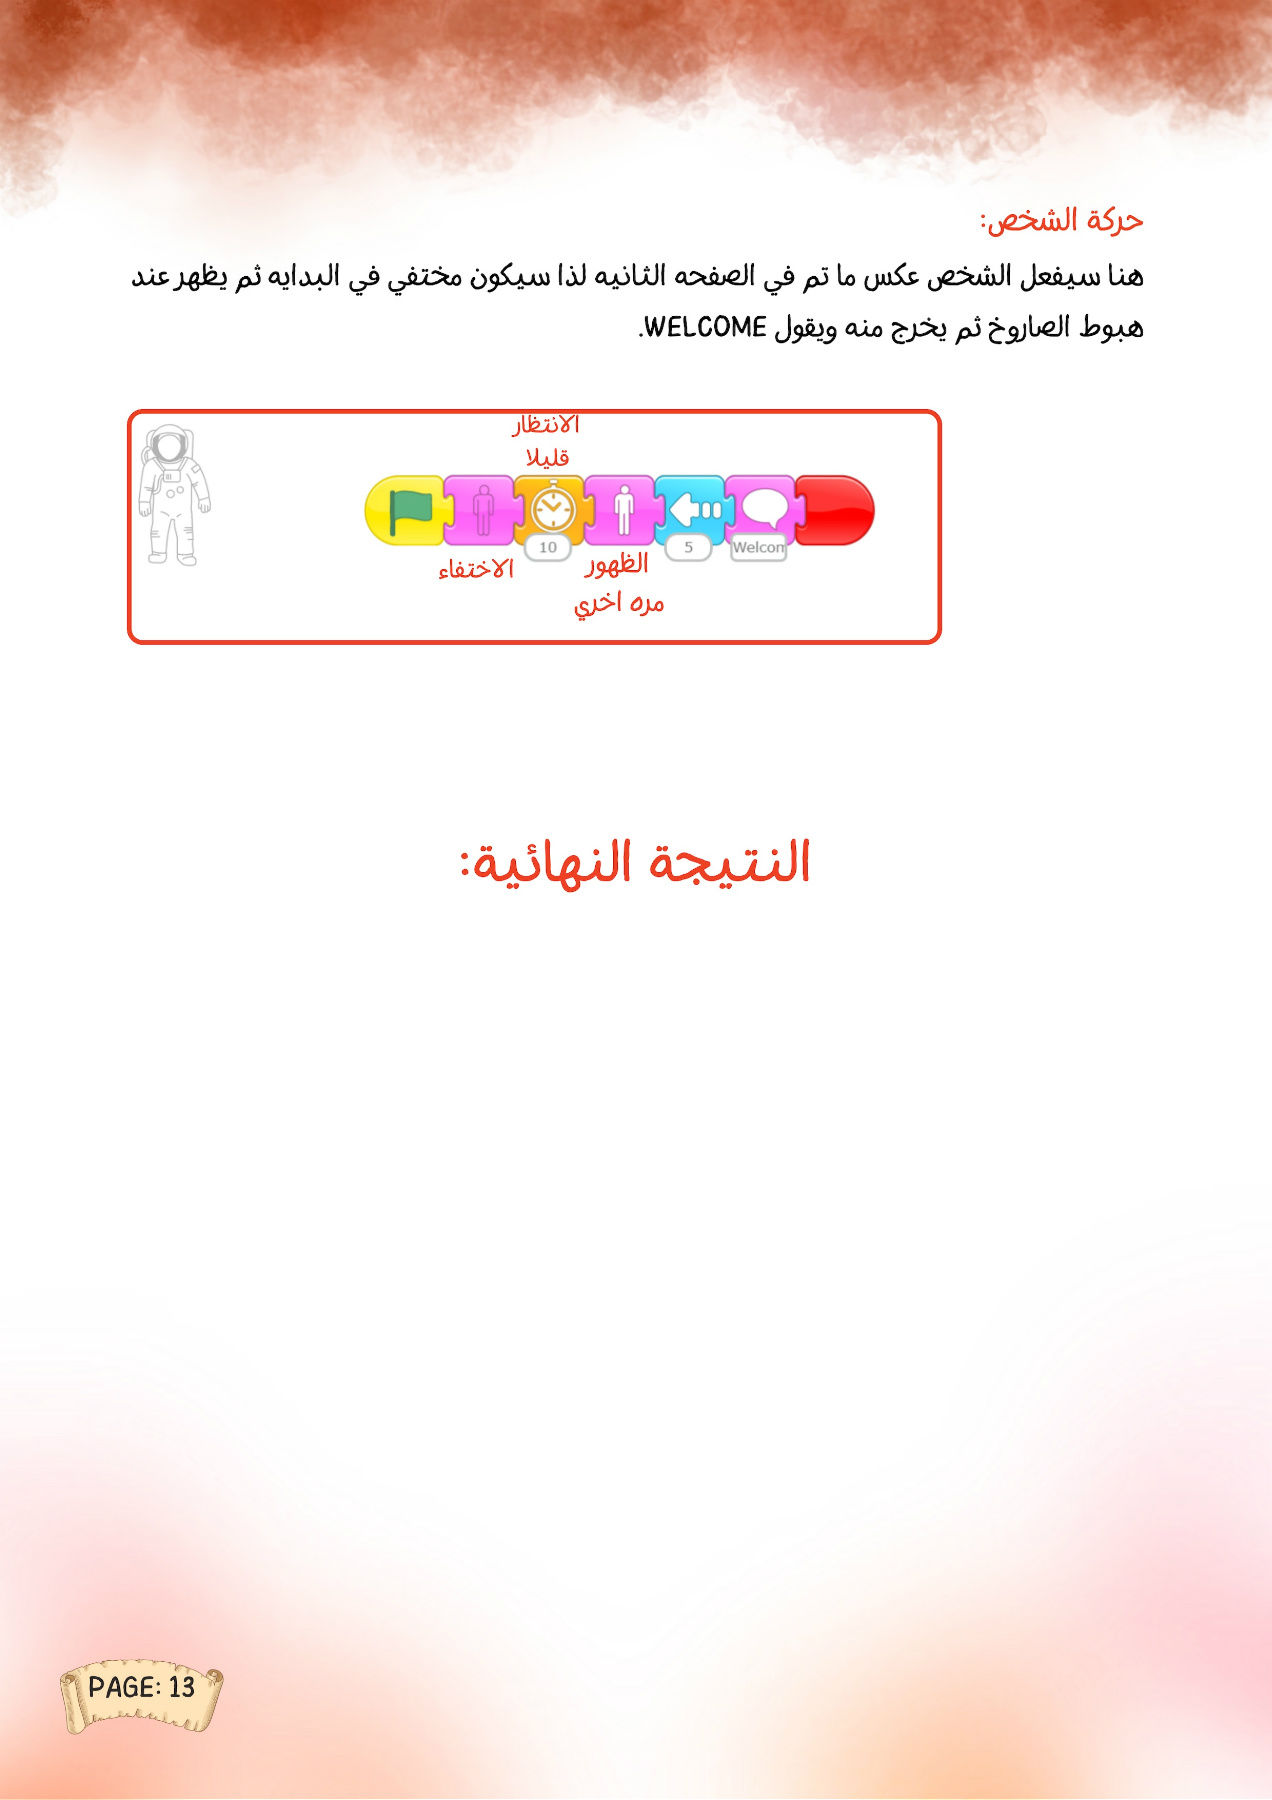 حركة الشخص:
هنا سيفعل الشخص عكس ما تم في الصفحه الثانيه لذا سيكون مختفي في البدايه ثم يظهر عند
هبوط الصاروخ ثم يخرج منه ويقول WELCOME.
الانتظار
قليلا
10
5
Welcon
الاختفاء
الظهور
مره اخري
النتيجة النهائية:
PAGE: 13